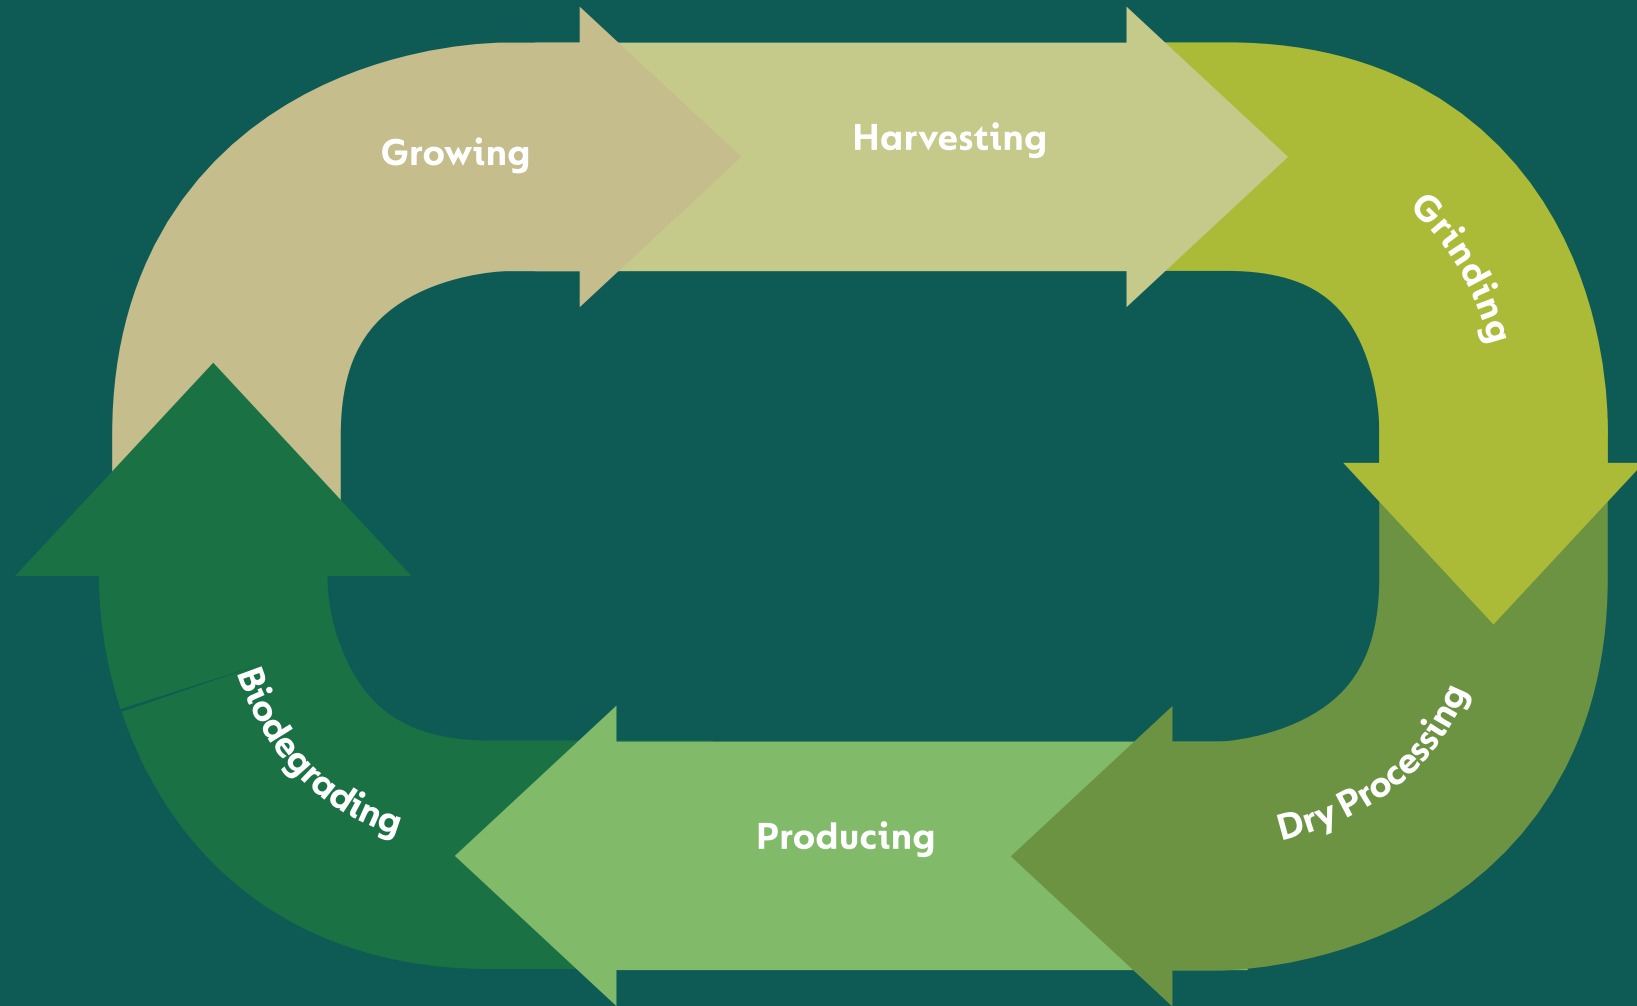 Growing
Harvesting
Grinding
Dry Processing
Producing
Biodegrading